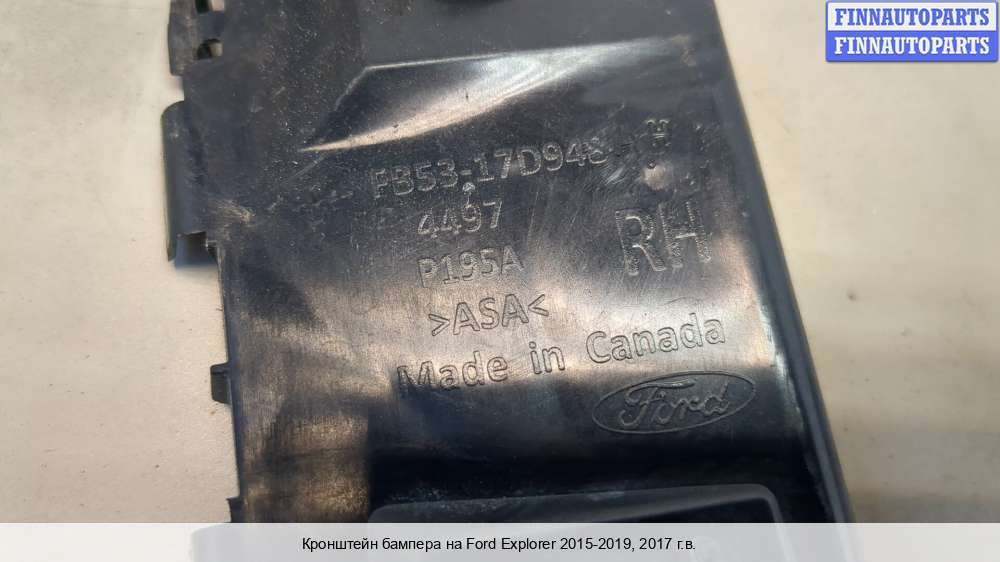 FINNAUTOPARTS
FINNAUTOPARTS
FB53-17D948
4497
RH
P195A
>ASA<
Made in Canada
Ford
Кронштейн бампера на Ford Explorer 2015-2019, 2017 г.в.